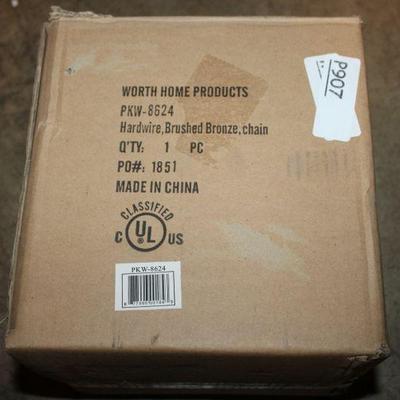 P907
WORTH HOME PRODUCTS
PKW-8624
Hardwire,Brushed Bronze,chain
Q'TY: 1 PC
PO#: 1851
MADE IN CHINA
CLASSIFIED
C UL US
PKW-8624